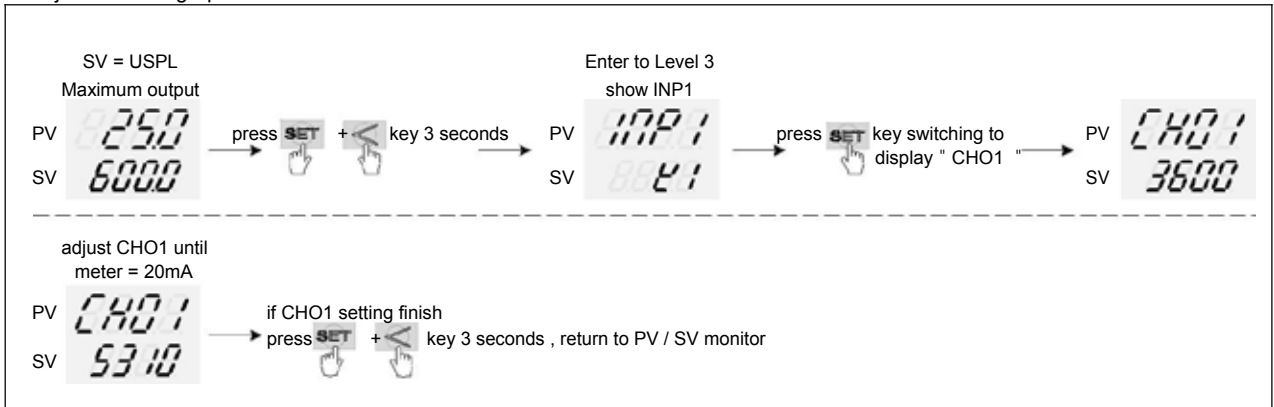 SV = USPL
Maximum output
PV 25.0
SV 600.0
press SET + < key 3 seconds
Enter to Level 3
show INP1
PV INP1
SV K1
press SET key switching to
display " CHO1 "
PV CHO1
SV 3600
adjust CHO1 until
meter = 20mA
PV CHO1
SV 5310
if CHO1 setting finish
press SET + < key 3 seconds , return to PV / SV monitor